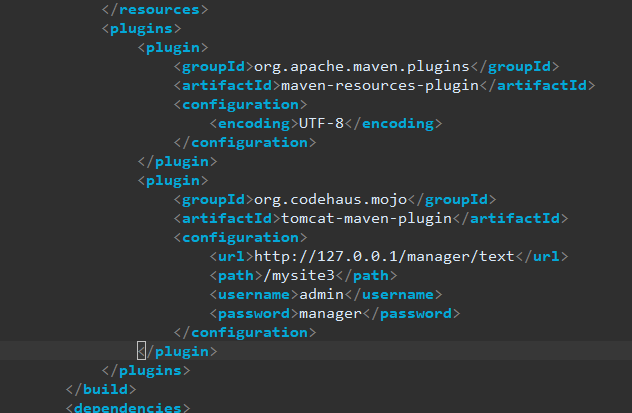 </resources>
<plugins>
<plugin>
<groupId>org.apache.maven.plugins</groupId>
<artifactId>maven-resources-plugin</artifactId>
<configuration>
<encoding>UTF-8</encoding>
</configuration>
</plugin>
<plugin>
<groupId>org.codehaus.mojo</groupId>
<artifactId>tomcat-maven-plugin</artifactId>
<configuration>
<url>http://127.0.0.1/manager/text</url>
<path>/mysite3</path>
<username>admin</username>
<password>manager</password>
</configuration>
</plugin>
</plugins>
</build>
<dependencies>